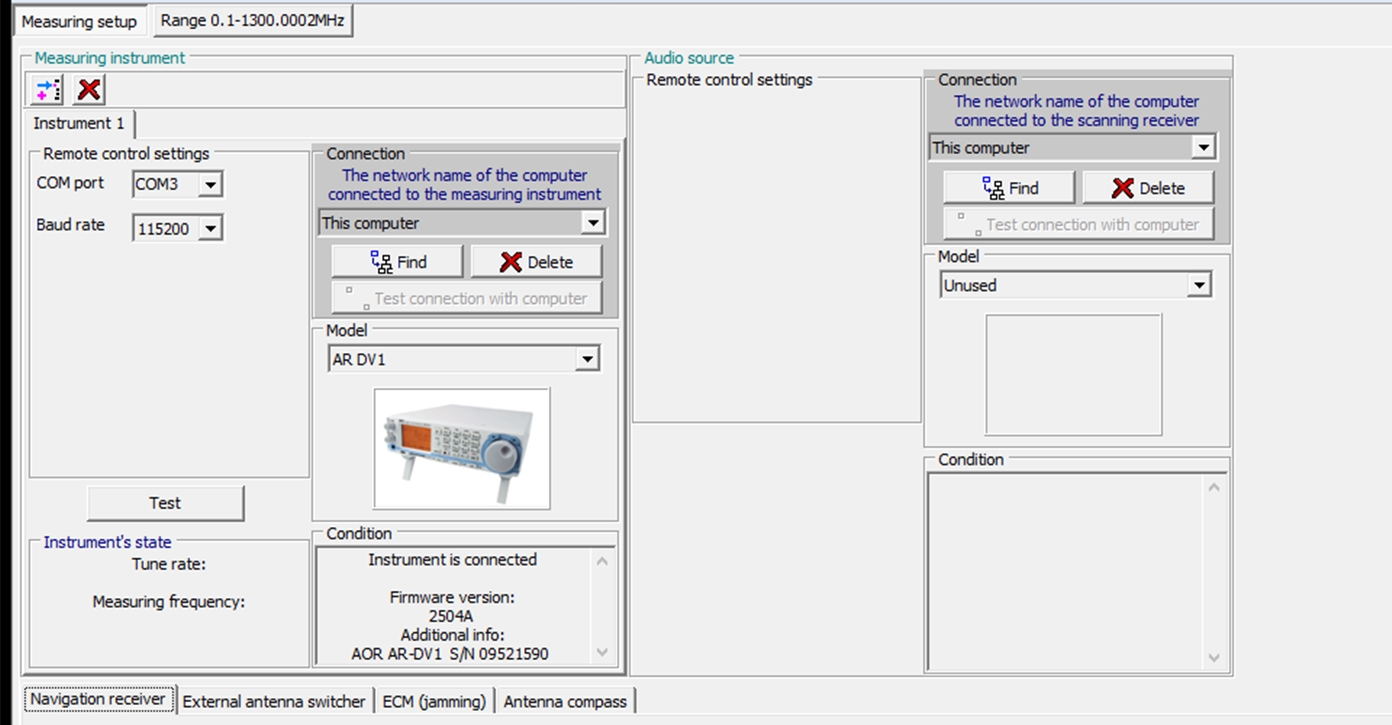 Measuring setup
Range 0.1-1300.0002MHz
Measuring instrument
Instrument 1
Remote control settings
COM port
COM3
Baud rate
115200
Connection
The network name of the computer
connected to the measuring instrument
This computer
Find
Delete
Test connection with computer
Model
AR DV1
Test
Instrument's state
Tune rate:
Measuring frequency:
Condition
Instrument is connected
Firmware version:
2504A
Additional info:
AOR AR-DV1 S/N 09521590
Audio source
Remote control settings
Connection
The network name of the computer
connected to the scanning receiver
This computer
Find
Delete
Test connection with computer
Model
Unused
Condition
Navigation receiver
External antenna switcher
ECM (jamming)
Antenna compass